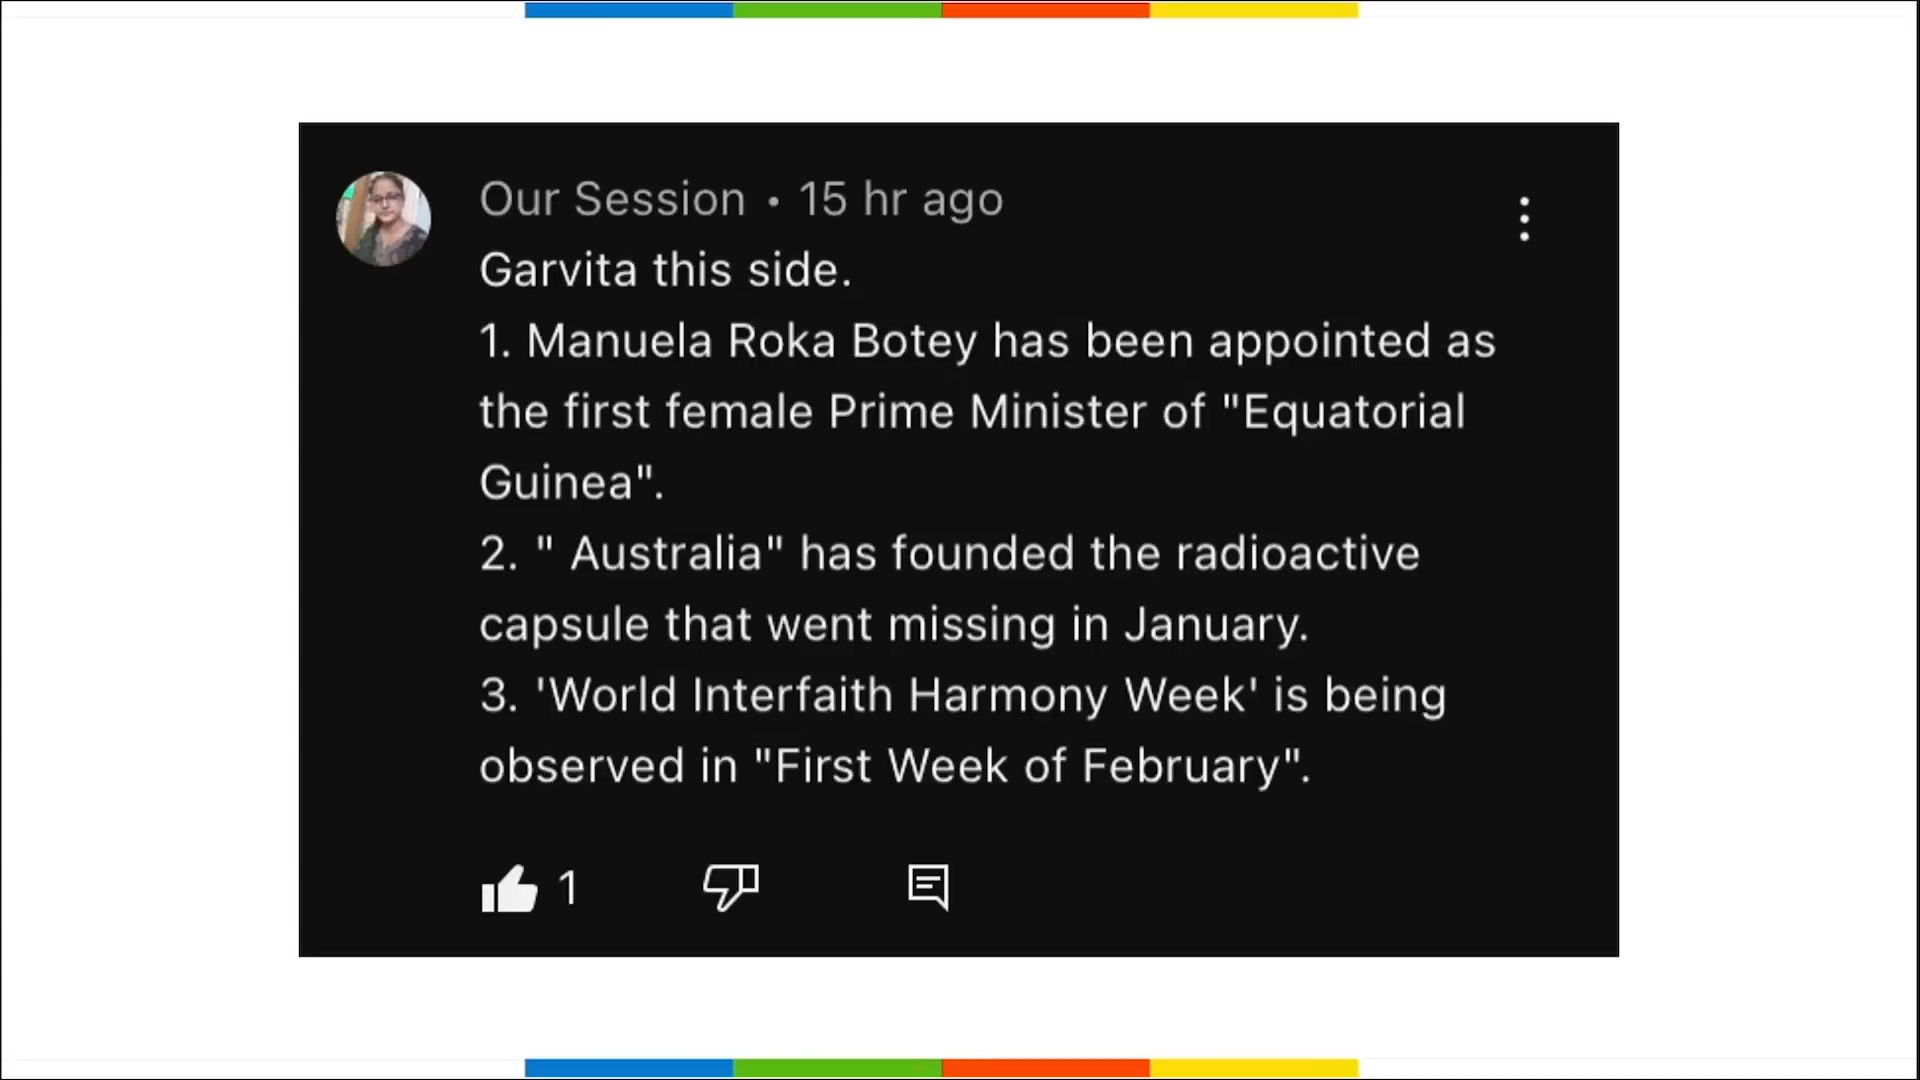 Our Session • 15 hr ago
Garvita this side.
1. Manuela Roka Botey has been appointed as
the first female Prime Minister of "Equatorial
Guinea".
2. " Australia" has founded the radioactive
capsule that went missing in January.
3. 'World Interfaith Harmony Week' is being
observed in "First Week of February".
1